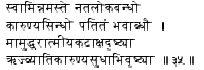 स्वामिन्नमस्ते नतलोकबन्धो
कारुण्यसिन्धो पतितं भवाब्धौ ।
मामुद्धरात्मीयकटाक्षदृष्ट्या
ऋज्व्यातिकारुण्यसुधाभिवृष्ट्या ॥३५॥